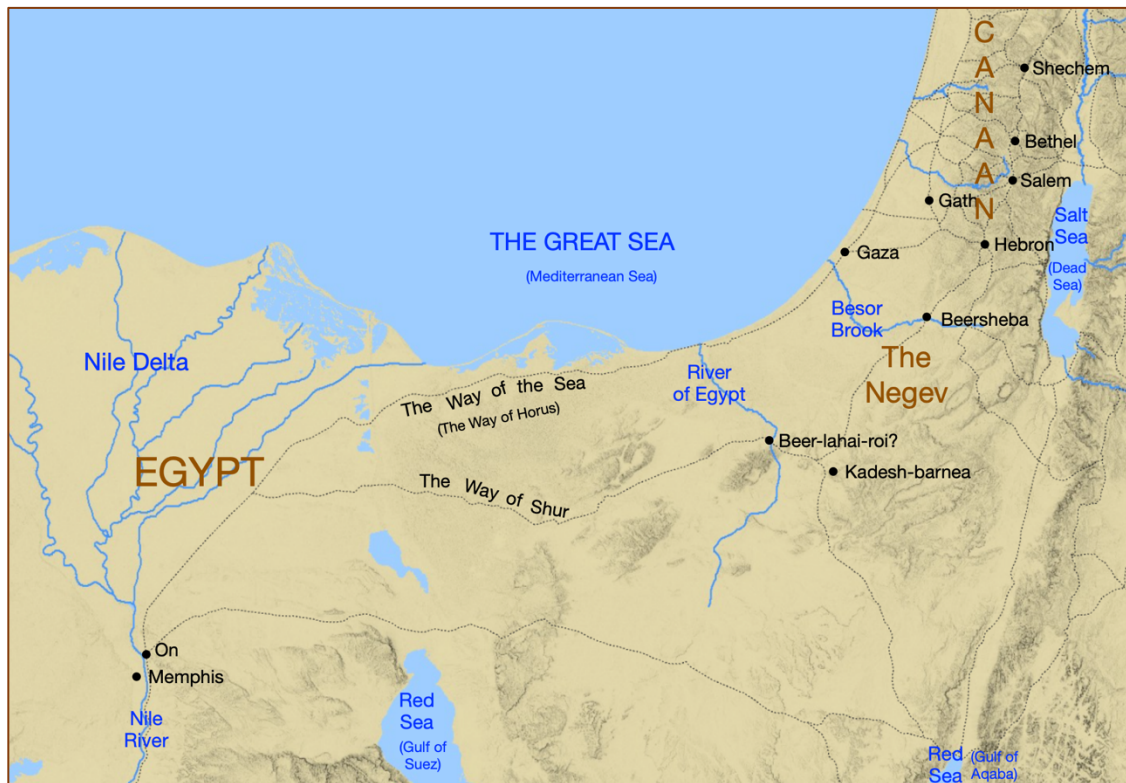 C
A
N
A
A
N
Shechem
Bethel
Salem
Gath
Salt
Sea
(Dead
Sea)
THE GREAT SEA
(Mediterranean Sea)
Gaza
Hebron
Besor
Brook
Beersheba
The
Negev
Nile Delta
River
of Egypt
The Way of the Sea
(The Way of Horus)
EGYPT
Beer-lahai-roi?
Kadesh-barnea
The Way of Shur
On
Memphis
Nile
River
Red
Sea
(Gulf of
Suez)
Red
Sea
(Gulf of
Aqaba)